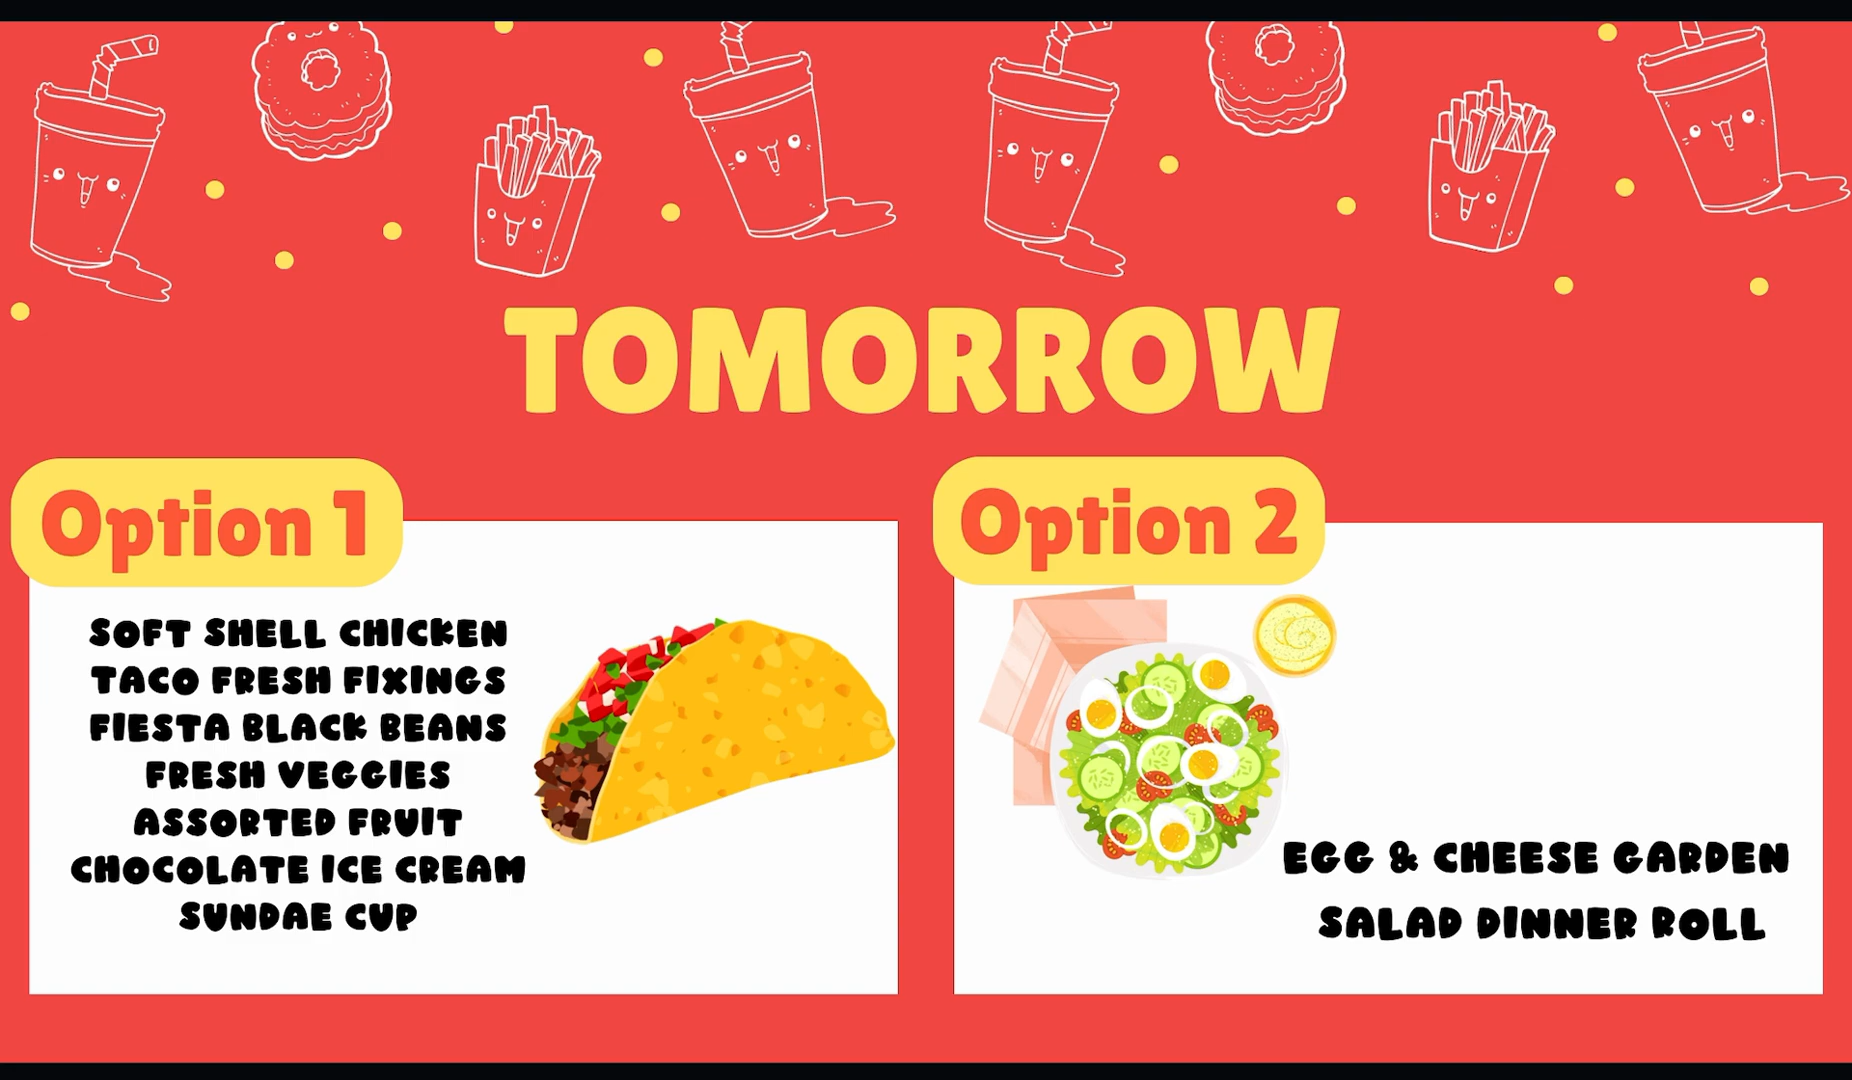 TOMORROW
Option 1
SOFT SHELL CHICKEN
TACO FRESH FIXINGS
FIESTA BLACK BEANS
FRESH VEGGIES
ASSORTED FRUIT
CHOCOLATE ICE CREAM
SUNDAE CUP
Option 2
EGG & CHEESE GARDEN
SALAD DINNER ROLL